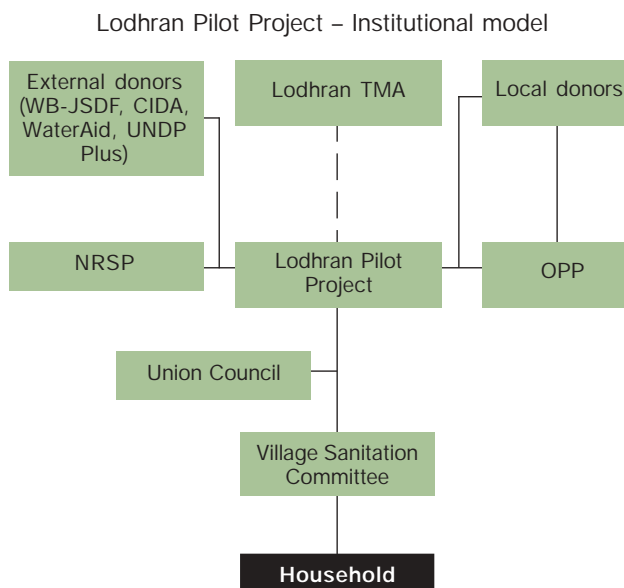 Lodhran Pilot Project – Institutional model
External donors
(WB-JSDF, CIDA,
WaterAid, UNDP
Plus)
Lodhran TMA
Local donors
NRSP
Lodhran Pilot
Project
OPP
Union Council
Village Sanitation
Committee
Household